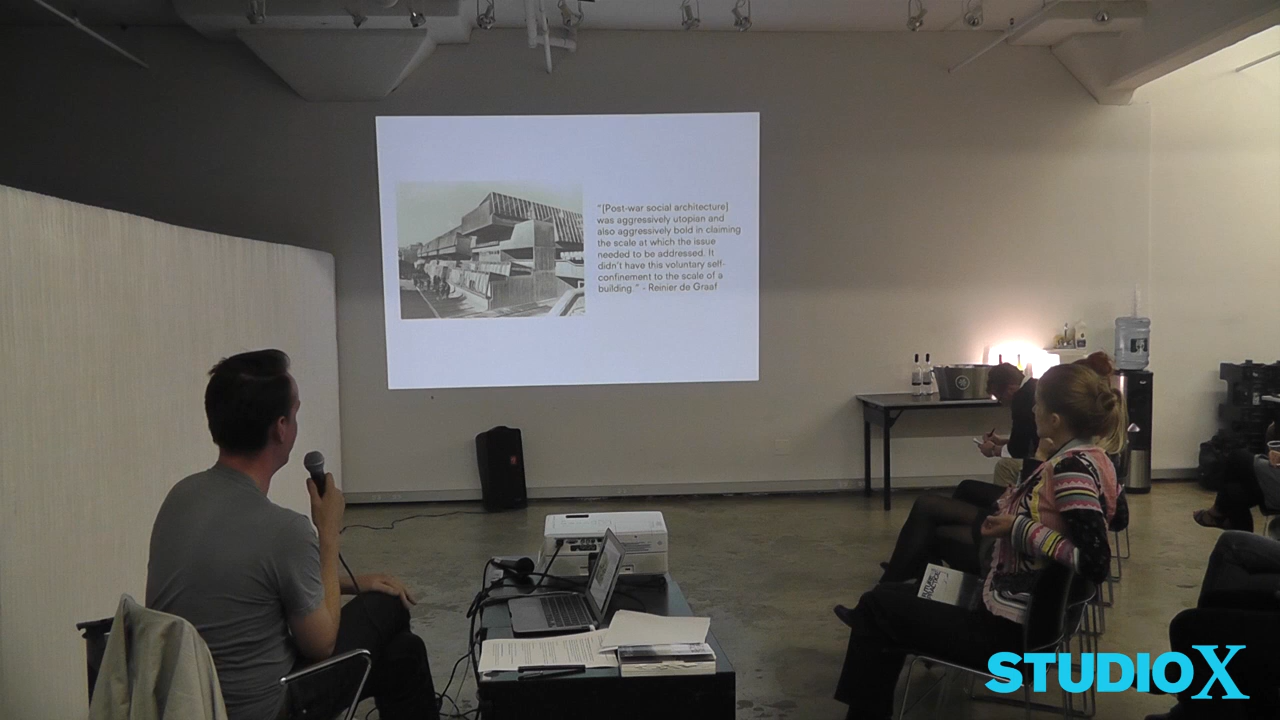 "[Post-war social architecture]
was aggressively utopian and
also aggressively bold in claiming
the scale at which the issue
needed to be addressed. It
didn't have this voluntary self-
confinement to the scale of a
building." - Reinier de Graaf
STUDIOX